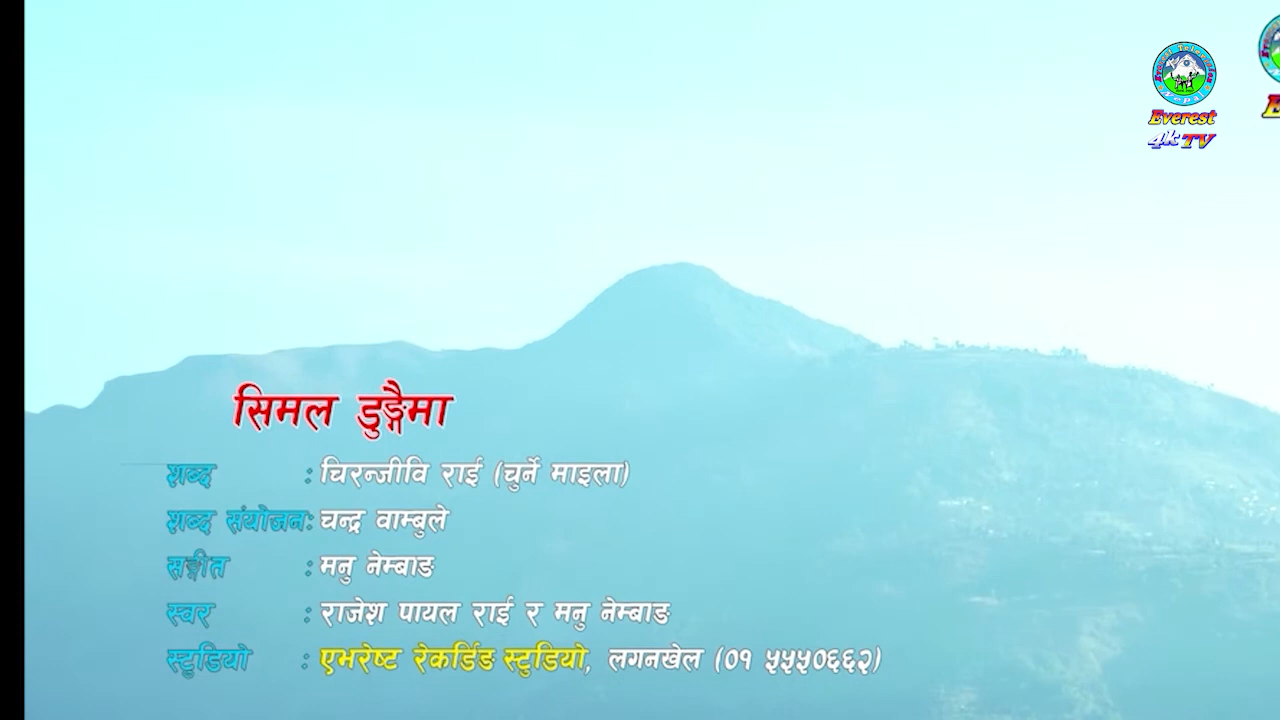 Everest
4k TV
सिमल डुङ्गैमा
शब्द : चिरन्जीवि राई (चुर्ने माइला)
शब्द संयोजन: चन्द्र वाम्बुले
सङ्गीत : मनु नेम्बाङ
स्वर : राजेश पायल राई र मनु नेम्बाङ
स्टुडियो : एभरेष्ट रेकर्डिङ स्टुडियो, लगनखेल (०१ ५५५०६६२)